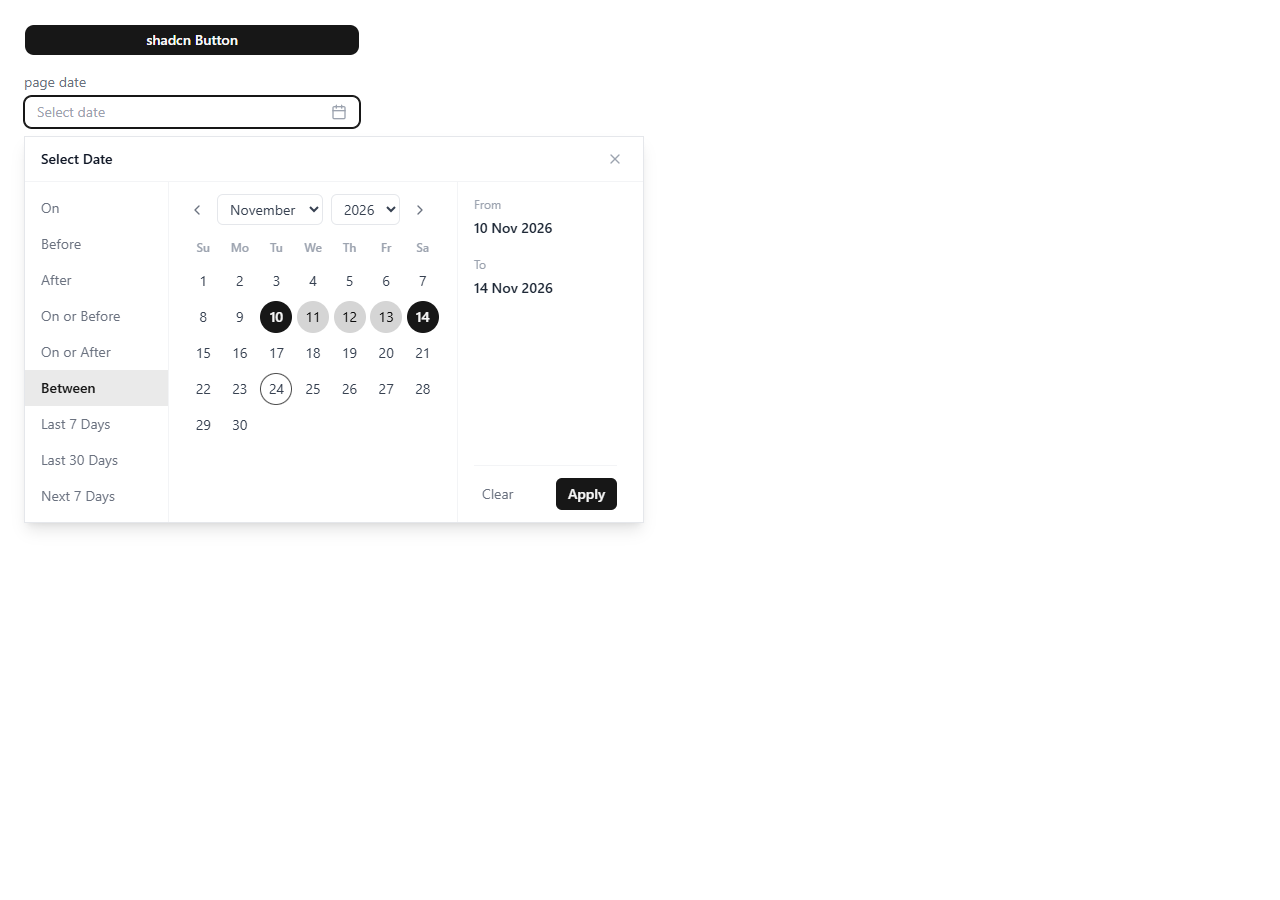 shadcn Button
page date
Select date
Select Date
On
Before
After
On or Before
On or After
Between
Last 7 Days
Last 30 Days
Next 7 Days
November 2026
Su Mo Tu We Th Fr Sa
1 2 3 4 5 6 7
8 9 10 11 12 13 14
15 16 17 18 19 20 21
22 23 24 25 26 27 28
29 30
From
10 Nov 2026
To
14 Nov 2026
Clear Apply